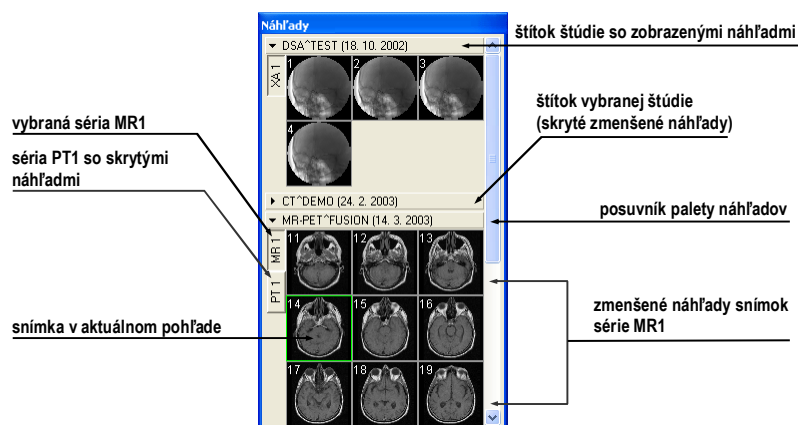 Náhľady
DSA^TEST (18. 10. 2002)
XA 1
1
2
3
4
CT^DEMO (24. 2. 2003)
MR-PET^FUSION (14. 3. 2003)
MR 1
PT 1
11
12
13
14
15
16
17
18
19
vybraná séria MR1
séria PT1 so skrytými
náhľadmi
snímka v aktuálnom pohľade
štítok štúdie so zobrazenými náhľadmi
štítok vybranej štúdie
(skryté zmenšené náhľady)
posuvník palety náhľadov
zmenšené náhľady snímok
série MR1